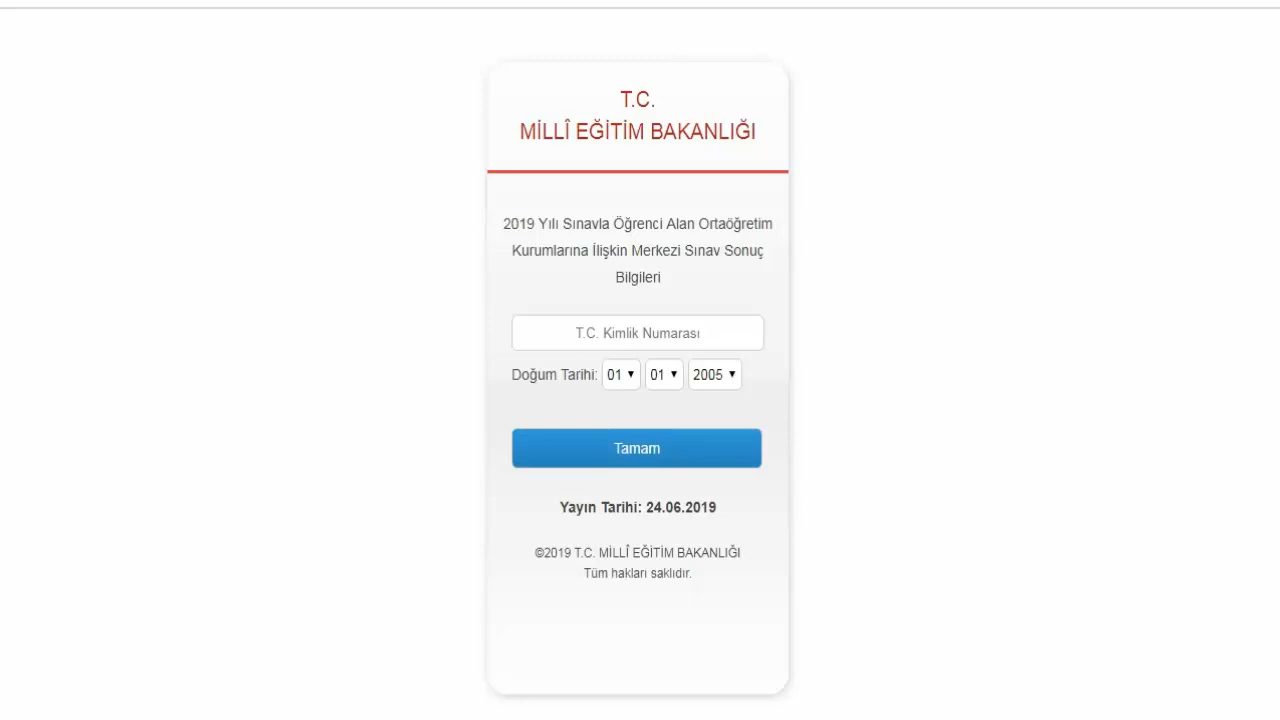 T.C.
MİLLÎ EĞİTİM BAKANLIĞI
2019 Yılı Sınavla Öğrenci Alan Ortaöğretim
Kurumlarına İlişkin Merkezi Sınav Sonuç
Bilgileri
T.C. Kimlik Numarası
Doğum Tarihi: 01 01 2005
Tamam
Yayın Tarihi: 24.06.2019
©2019 T.C. MİLLÎ EĞİTİM BAKANLIĞI
Tüm hakları saklıdır.